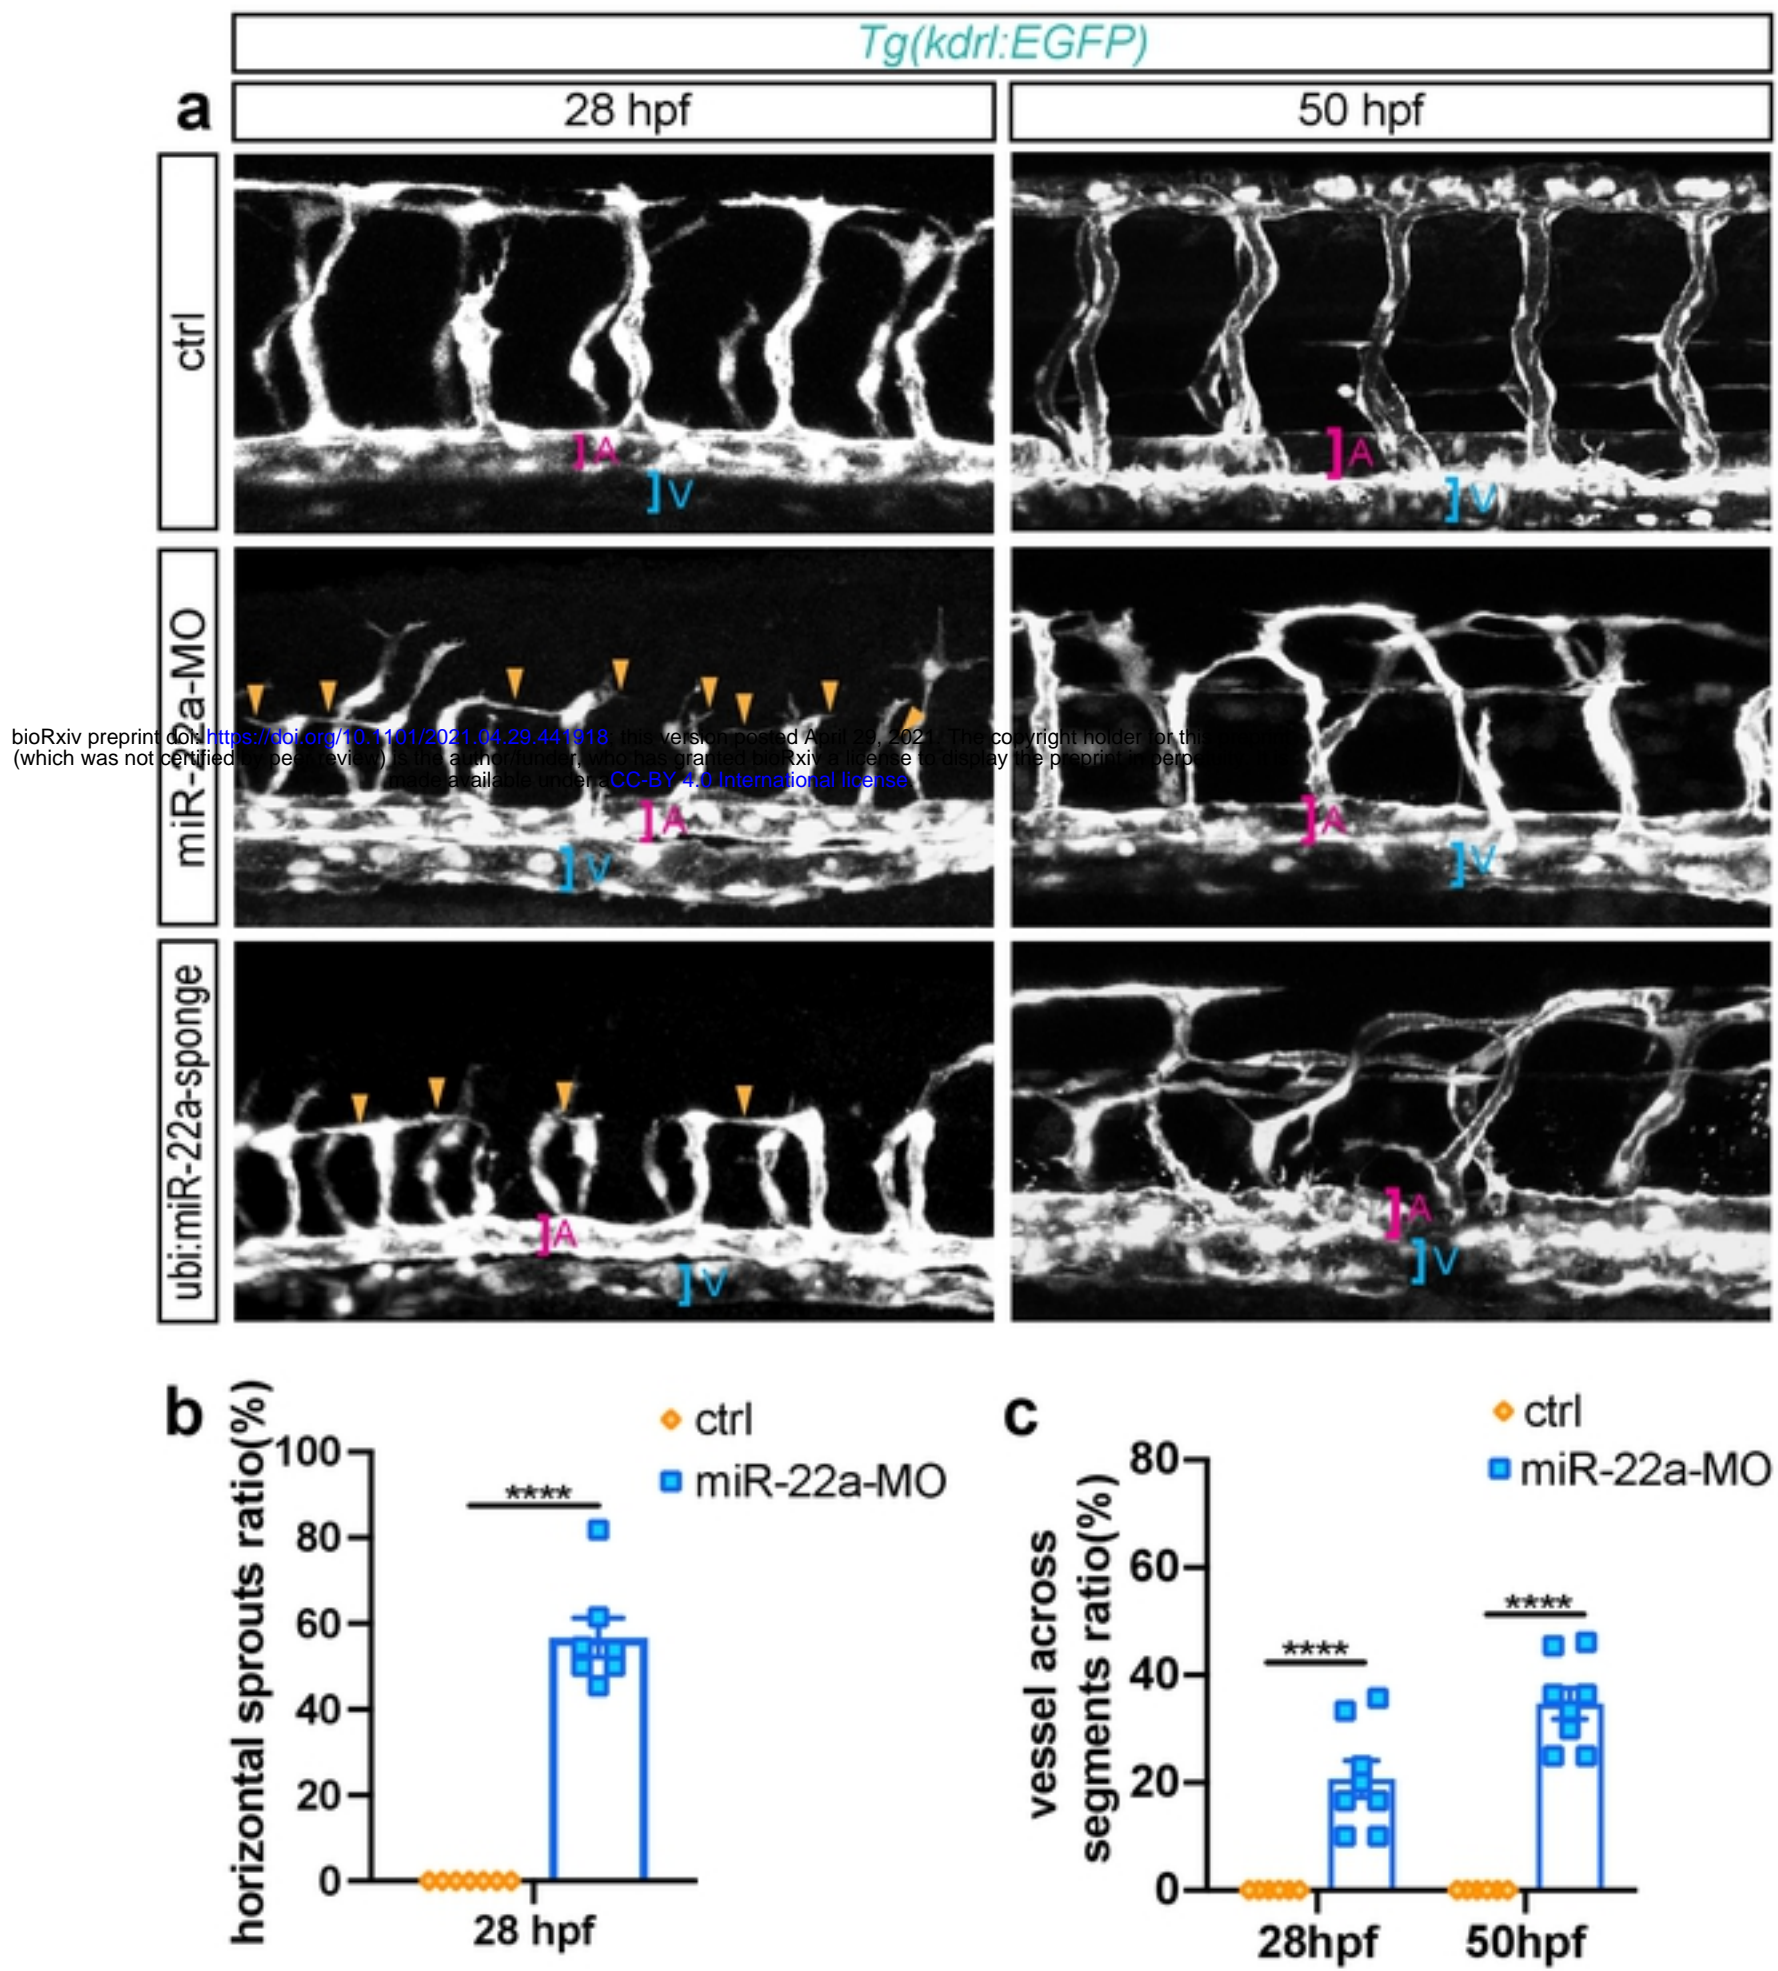 Tg(kdrl:EGFP)
a
28 hpf
50 hpf
ctrl
A
V
A
V
miR-22a-MO
bioRxiv preprint doi: https://doi.org/10.1101/2021.04.29.441918; this version posted April 29, 2021. The copyright holder for this
(which was not certified by peer review) is the author/funder, who has granted bioRxiv a license to display the preprint in
made available under aCC-BY 4.0 International license.
A
V
A
V
ubi:miR-22a-sponge
A
V
A
V
b
ctrl
miR-22a-MO
horizontal sprouts ratio(%)
100
80
60
40
20
0
****
28 hpf
c
ctrl
miR-22a-MO
vessel across
segments ratio(%)
80
60
40
20
0
****
****
28hpf
50hpf